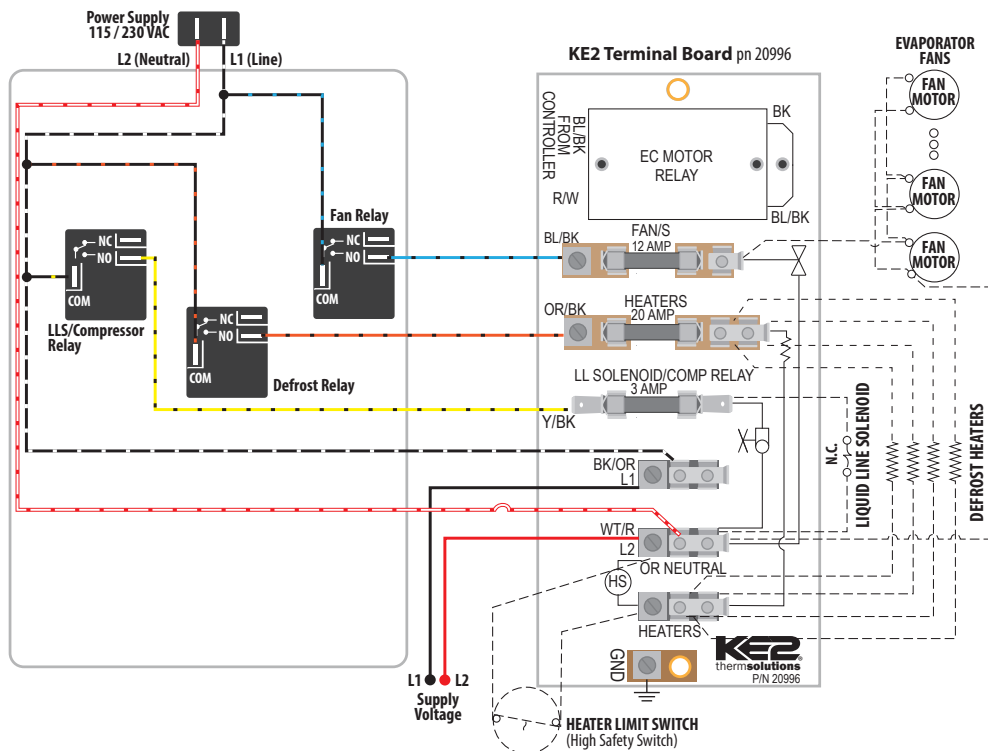 Power Supply
115 / 230 VAC
L2 (Neutral)
L1 (Line)
KE2 Terminal Board pn 20996
EVAPORATOR
FANS
FAN
MOTOR
FAN
MOTOR
FAN
MOTOR
BL/BK
FROM
CONTROLLER
R/W
EC MOTOR
RELAY
BK
BL/BK
Fan Relay
NC
NO
COM
NC
NO
COM
LLS/Compressor
Relay
NC
NO
COM
Defrost Relay
BL/BK
FAN/S
12 AMP
OR/BK
HEATERS
20 AMP
LL SOLENOID/COMP RELAY
3 AMP
Y/BK
BK/OR
L1
WT/R
L2
OR NEUTRAL
HS
HEATERS
GND
KE2
thermsolutions®
P/N 20996
N.C.
LIQUID LINE SOLENOID
DEFROST HEATERS
L1
L2
Supply
Voltage
HEATER LIMIT SWITCH
(High Safety Switch)